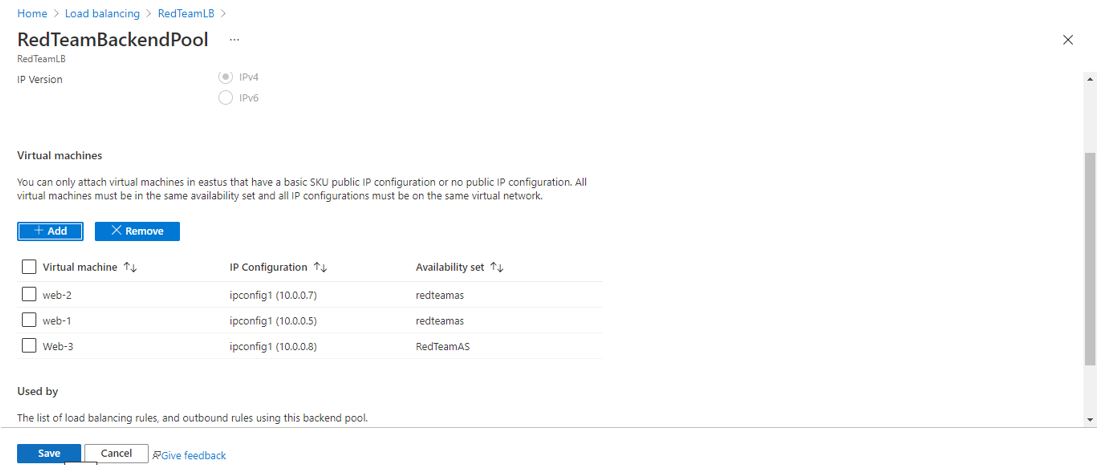 Home > Load balancing > RedTeamLB >
RedTeamBackendPool ...
RedTeamLB
IP Version
IPv4
IPv6
Virtual machines
You can only attach virtual machines in eastus that have a basic SKU public IP configuration or no public IP configuration. All
virtual machines must be in the same availability set and all IP configurations must be on the same virtual network.
+ Add × Remove
Virtual machine ↑↓ IP Configuration ↑↓ Availability set ↑↓
web-2 ipconfig1 (10.0.0.7) redteamas
web-1 ipconfig1 (10.0.0.5) redteamas
Web-3 ipconfig1 (10.0.0.8) RedTeamAS
Used by
The list of load balancing rules, and outbound rules using this backend pool.
Save Cancel Give feedback